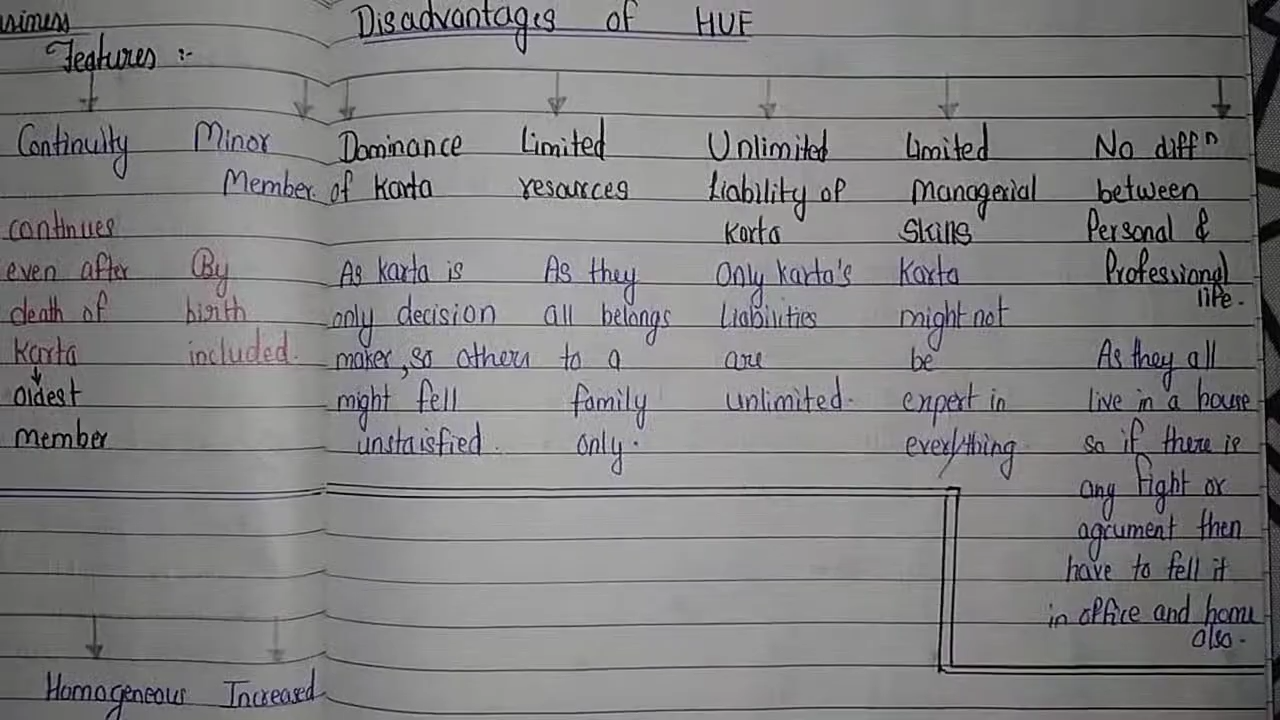 Features :-
Continuity
continues
even after
death of
Karta
oldest
member
Minor
Member
By
birth
included.
Homogeneous Increased
Disadvantages of HUF
Dominance
of Karta
As karta is
only decision
maker, so others
might fell
unstaisfied.
Limited
resources
As they
all belongs
to a
family
only.
Unlimited
liability of
Karta
Only karta's
liabilities
are
unlimited.
Limited
Managerial
Skills
Karta
might not
be
expert in
everything.
No diffⁿ
between
Personal &
Professional
life.
As they all
live in a house
so if there is
any fight or
agrument then
have to fell it
in office and home
also.